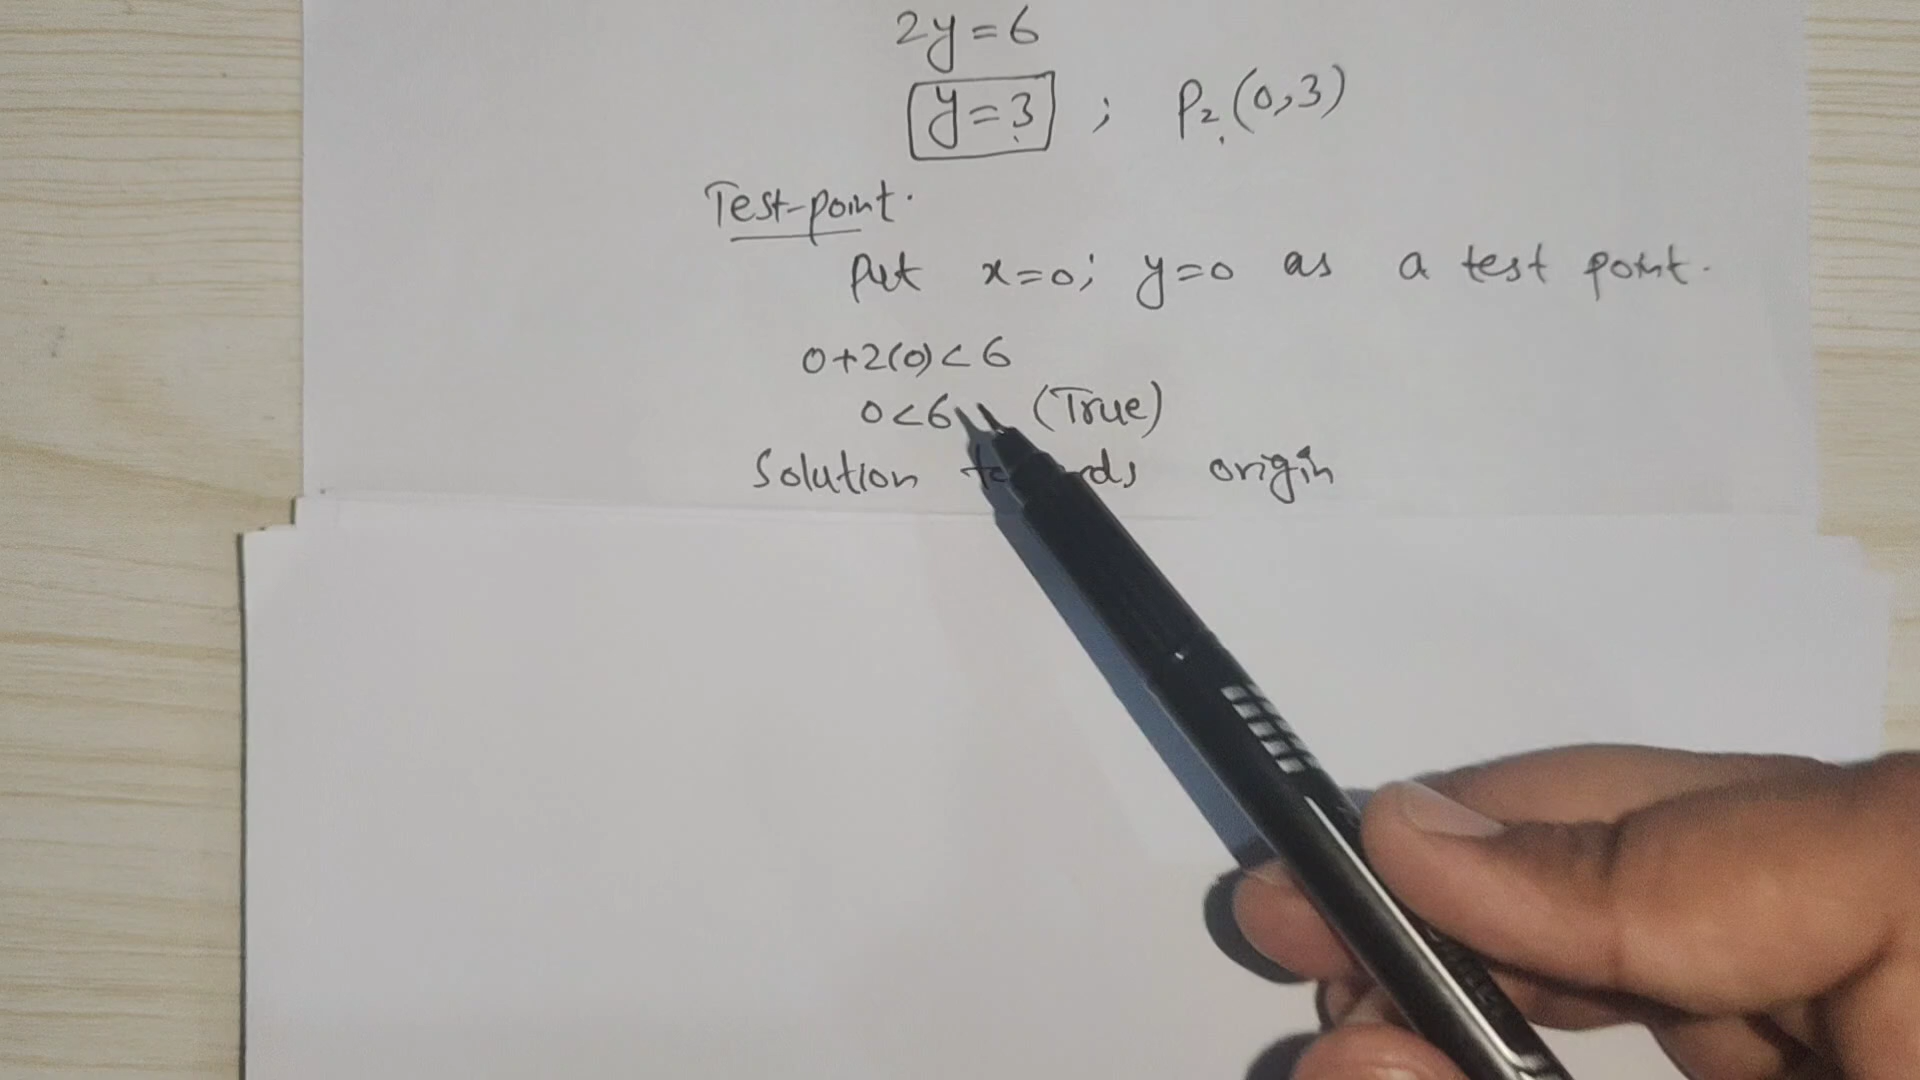 2y=6
y=3 ; P₂(0,3)
Test-point.
Put x=0; y=0 as a test point.
0+2(0)<6
0<6 (True)
Solution origin